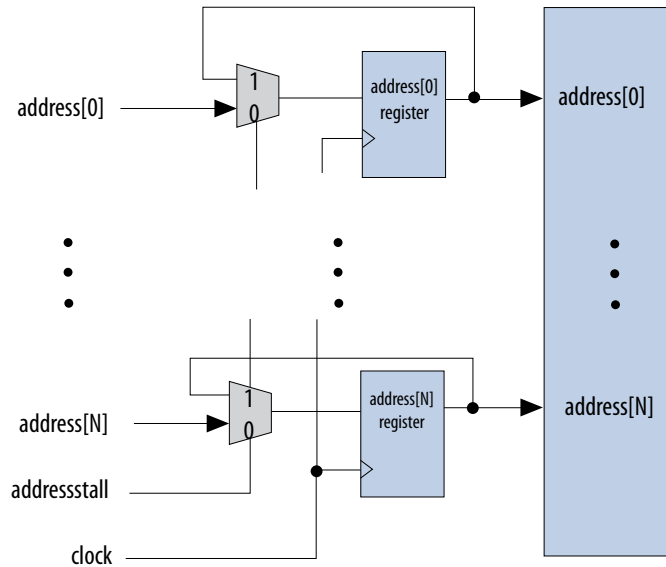 1
address[0]
0
address[0]
register
address[0]
1
address[N]
0
address[N]
register
address[N]
addressstall
clock